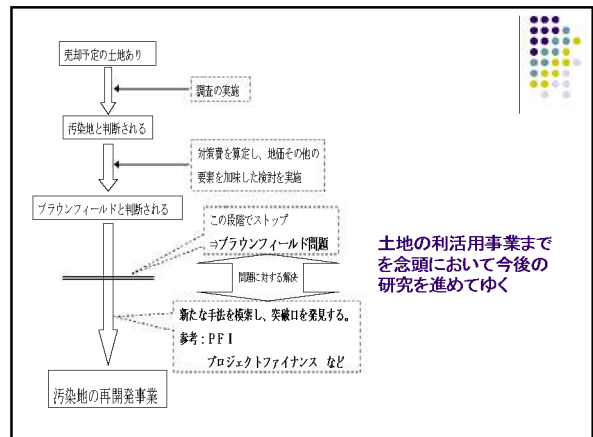 売却予定の土地あり
調査の実施
汚染地と判断される
対策費を算定し、地価その他の
要素を加味した検討を実施
ブラウンフィールドと判断される
この段階でストップ
⇒ブラウンフィールド問題
問題に対する解決
新たな手法を模索し、突破口を発見する。
参考：ＰＦＩ
プロジェクトファイナンス など
汚染地の再開発事業
土地の利活用事業まで
を念頭において今後の
研究を進めてゆく